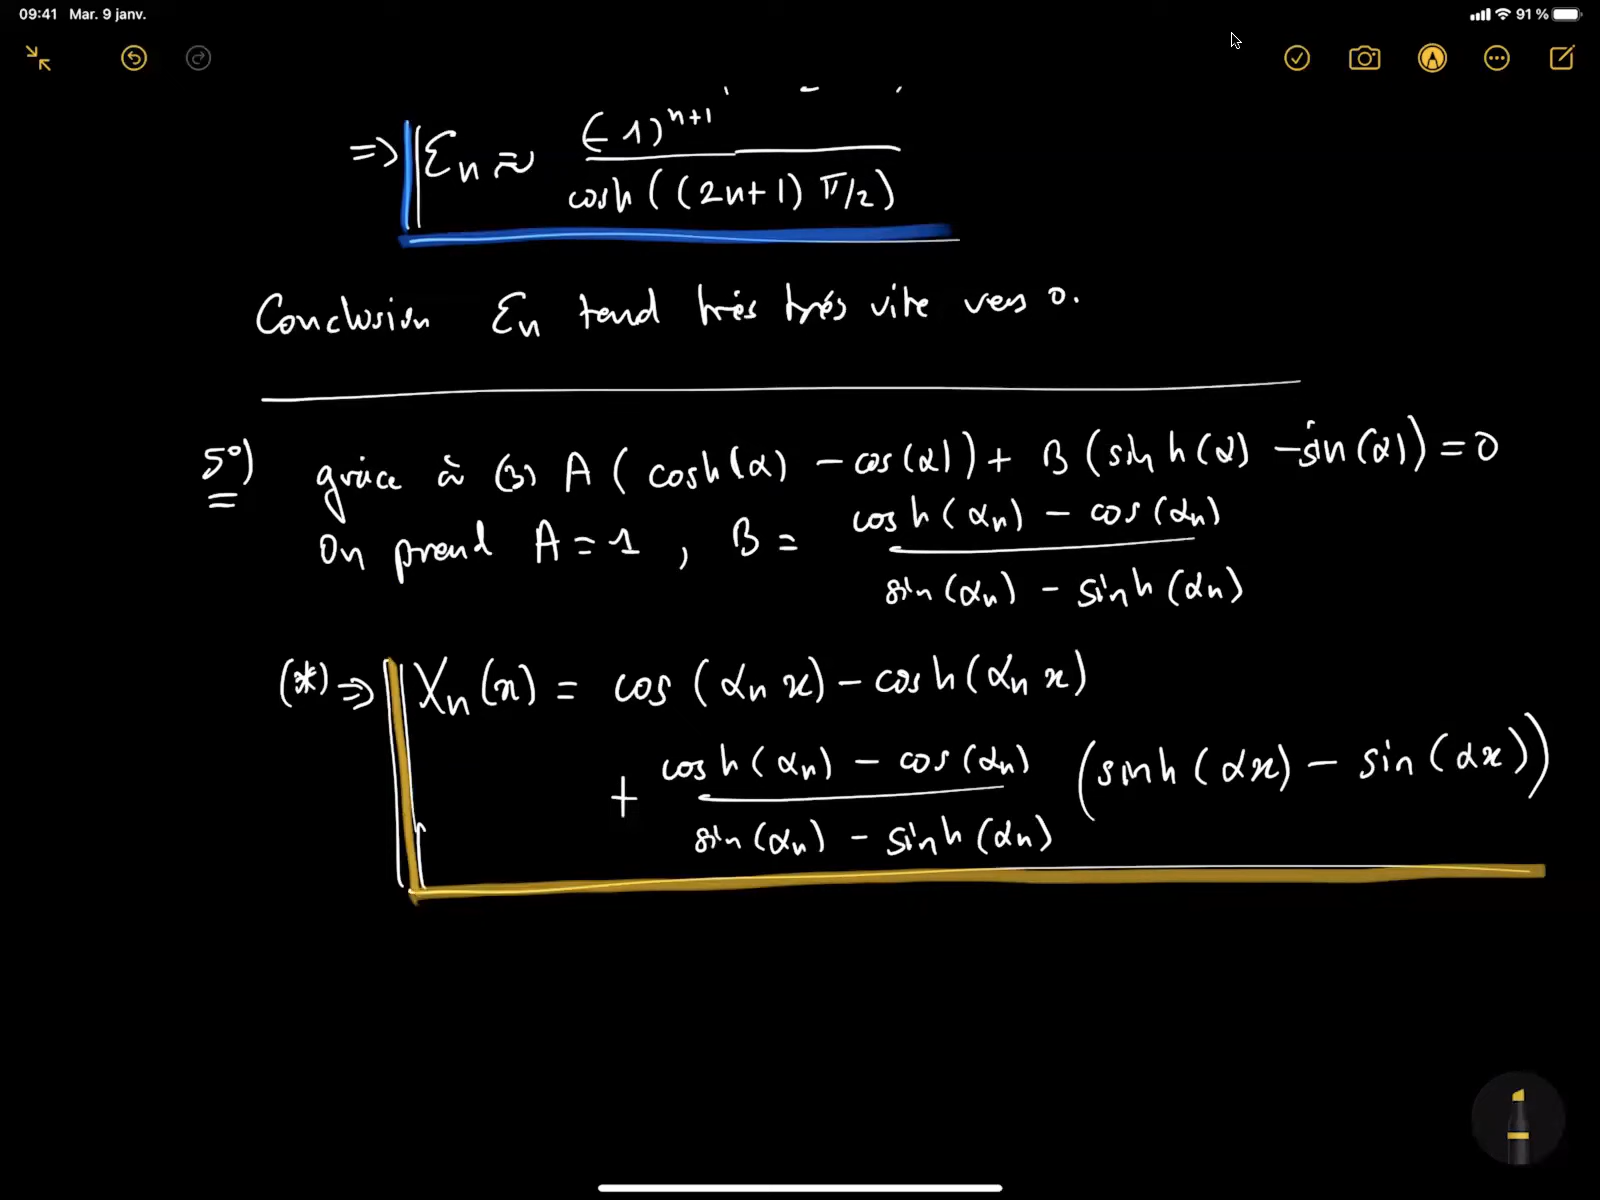 09:41 Mar. 9 janv. 91 %
=> εn ≈ (-1)^(n+1) / cosh((2n+1) π/2)
Conclusion εn tend très très vite vers 0.
5°) grâce à (3) A (cosh(α) - cos(α)) + B (sinh(α) - sin(α)) = 0
On prend A = 1, B = (cosh(αn) - cos(αn)) / (sin(αn) - sinh(αn))
(*) => Xn(x) = cos(αn x) - cosh(αn x)
+ (cosh(αn) - cos(αn)) / (sin(αn) - sinh(αn)) (sinh(αx) - sin(αx))